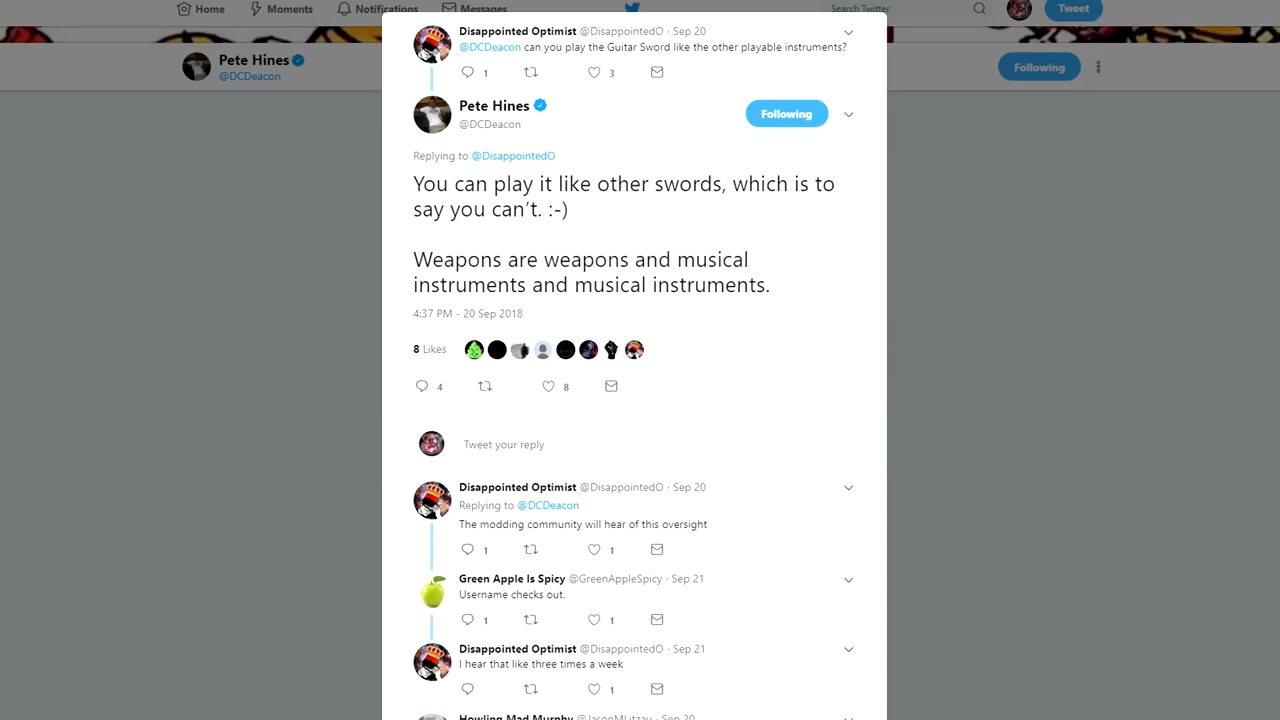 Home Moments Notifications Messages Search Twitter Tweet
Pete Hines
@DCDeacon
Following
Disappointed Optimist @DisappointedO · Sep 20
@DCDeacon can you play the Guitar Sword like the other playable instruments?
1 3
Pete Hines
@DCDeacon
Following
Replying to @DisappointedO
You can play it like other swords, which is to
say you can’t. :-)
Weapons are weapons and musical
instruments and musical instruments.
4:37 PM - 20 Sep 2018
8 Likes
4 8
Tweet your reply
Disappointed Optimist @DisappointedO · Sep 20
Replying to @DCDeacon
The modding community will hear of this oversight
1 1
Green Apple Is Spicy @GreenAppleSpicy · Sep 21
Username checks out.
1 1
Disappointed Optimist @DisappointedO · Sep 21
I hear that like three times a week
1
Howling Mad Murphy @JasonMLitzau · Sep 20